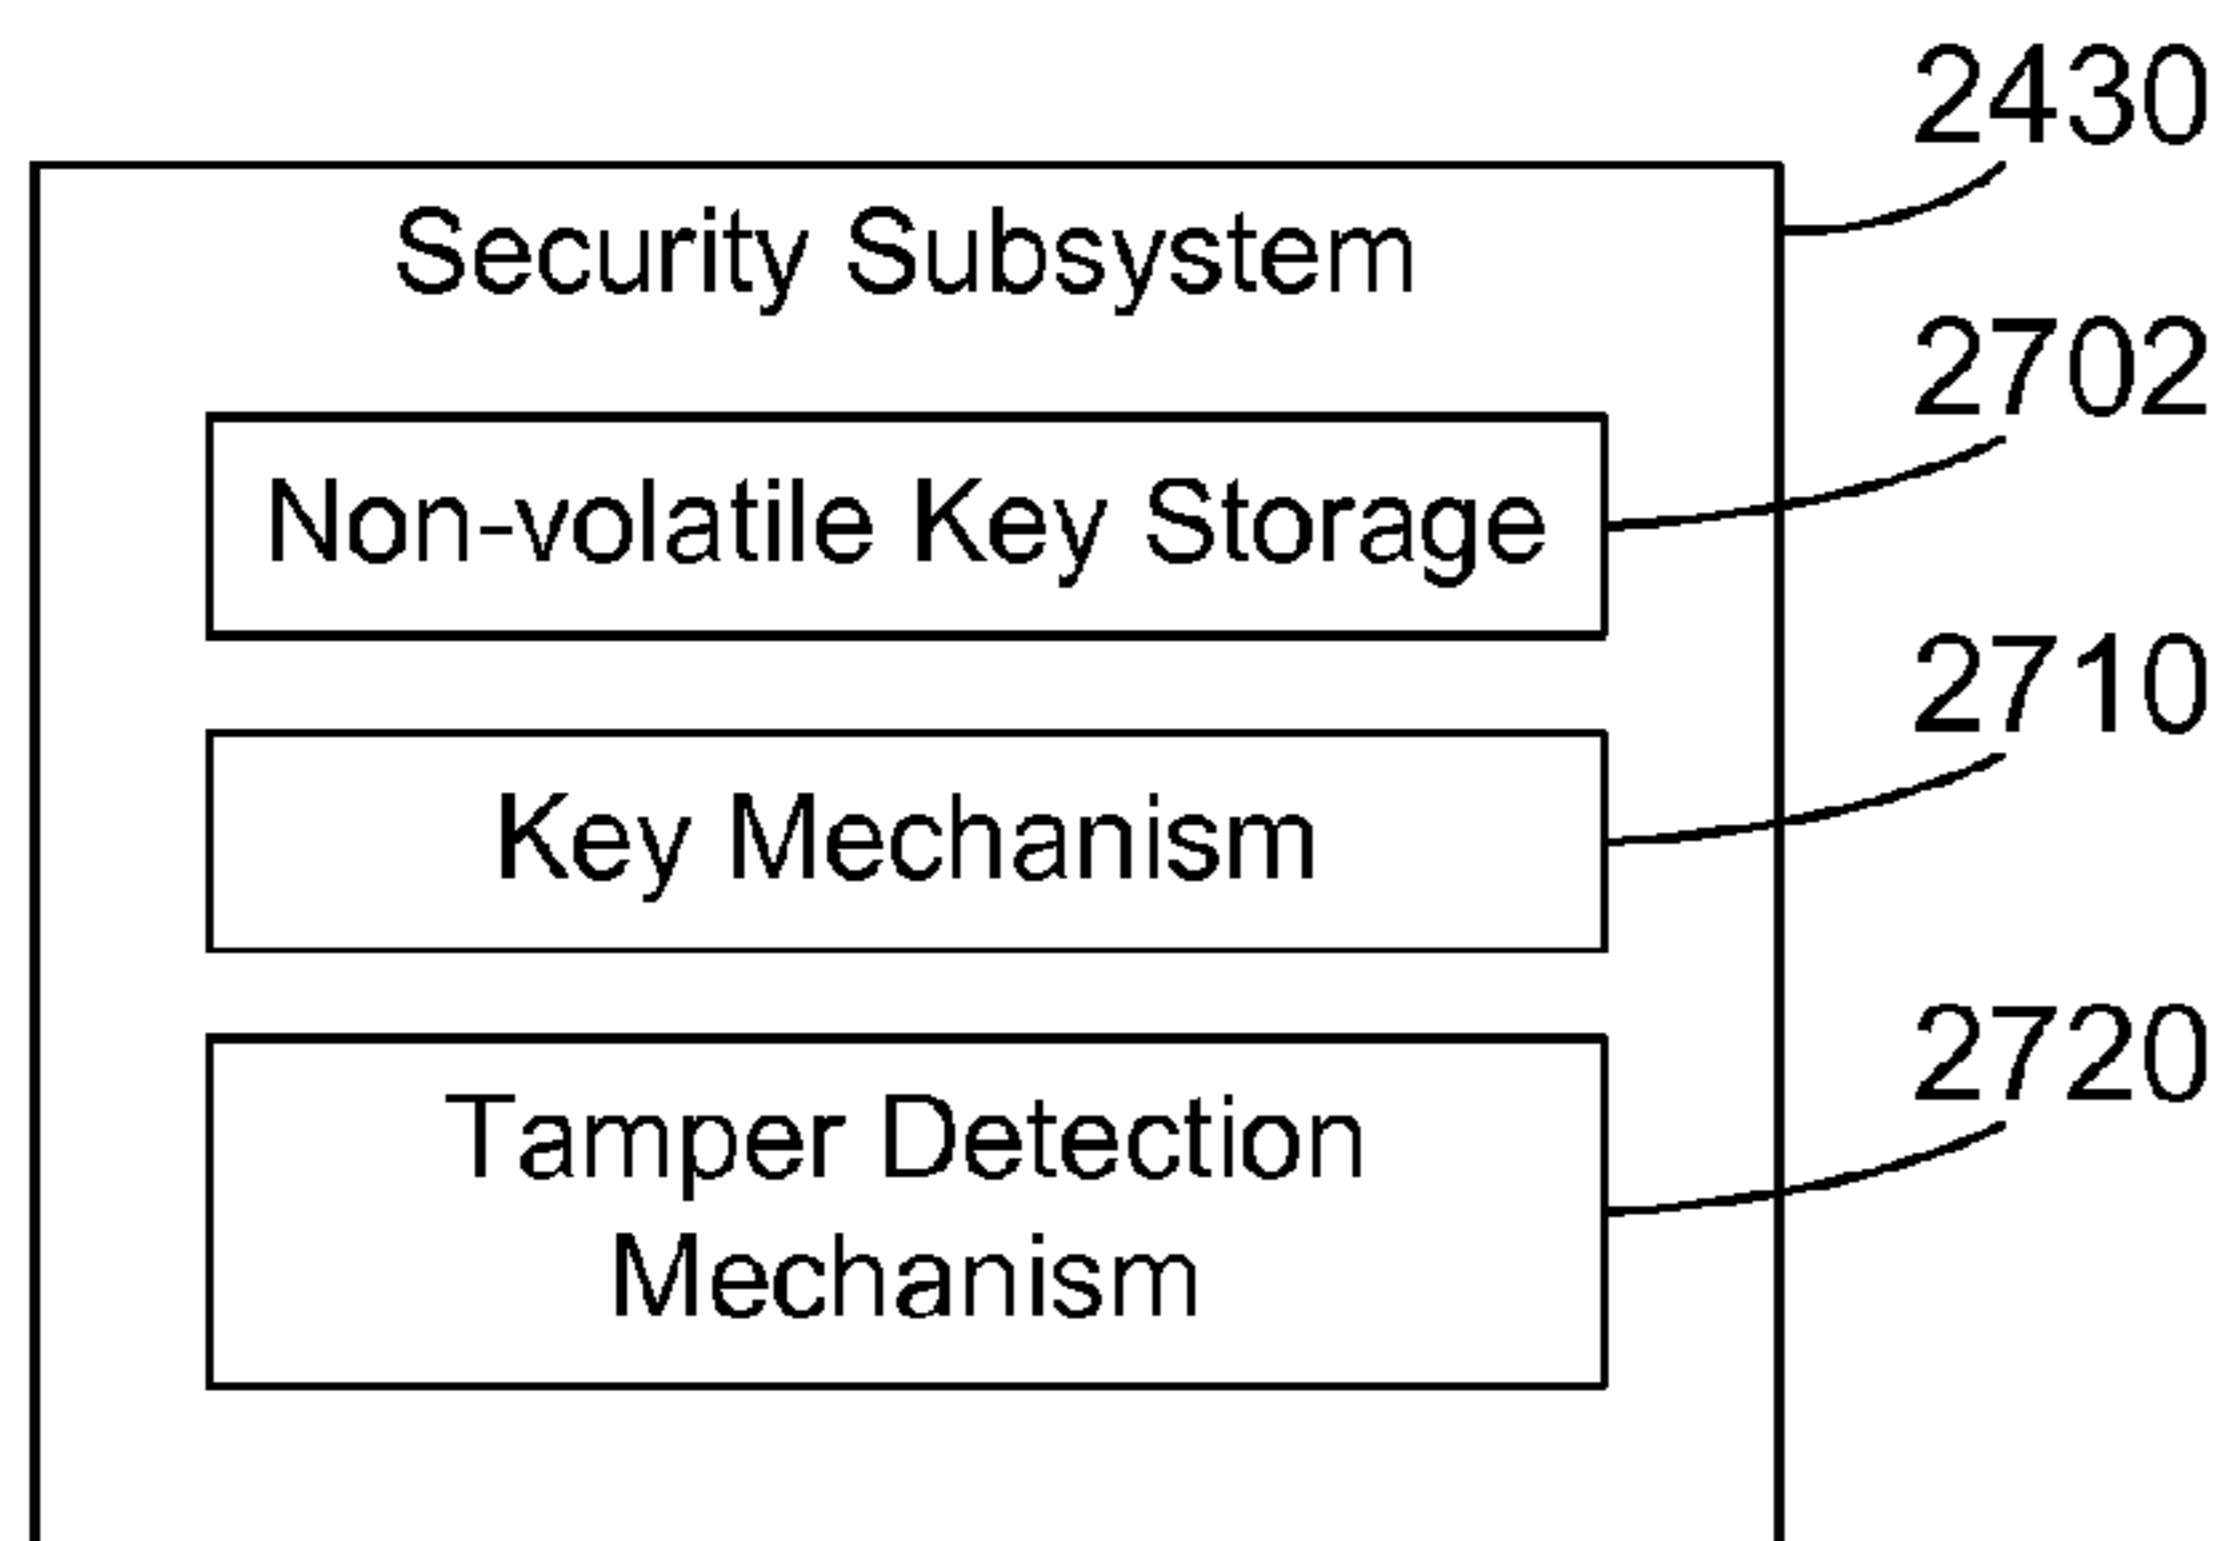 2430
Security Subsystem
2702
Non-volatile Key Storage
2710
Key Mechanism
2720
Tamper Detection
Mechanism